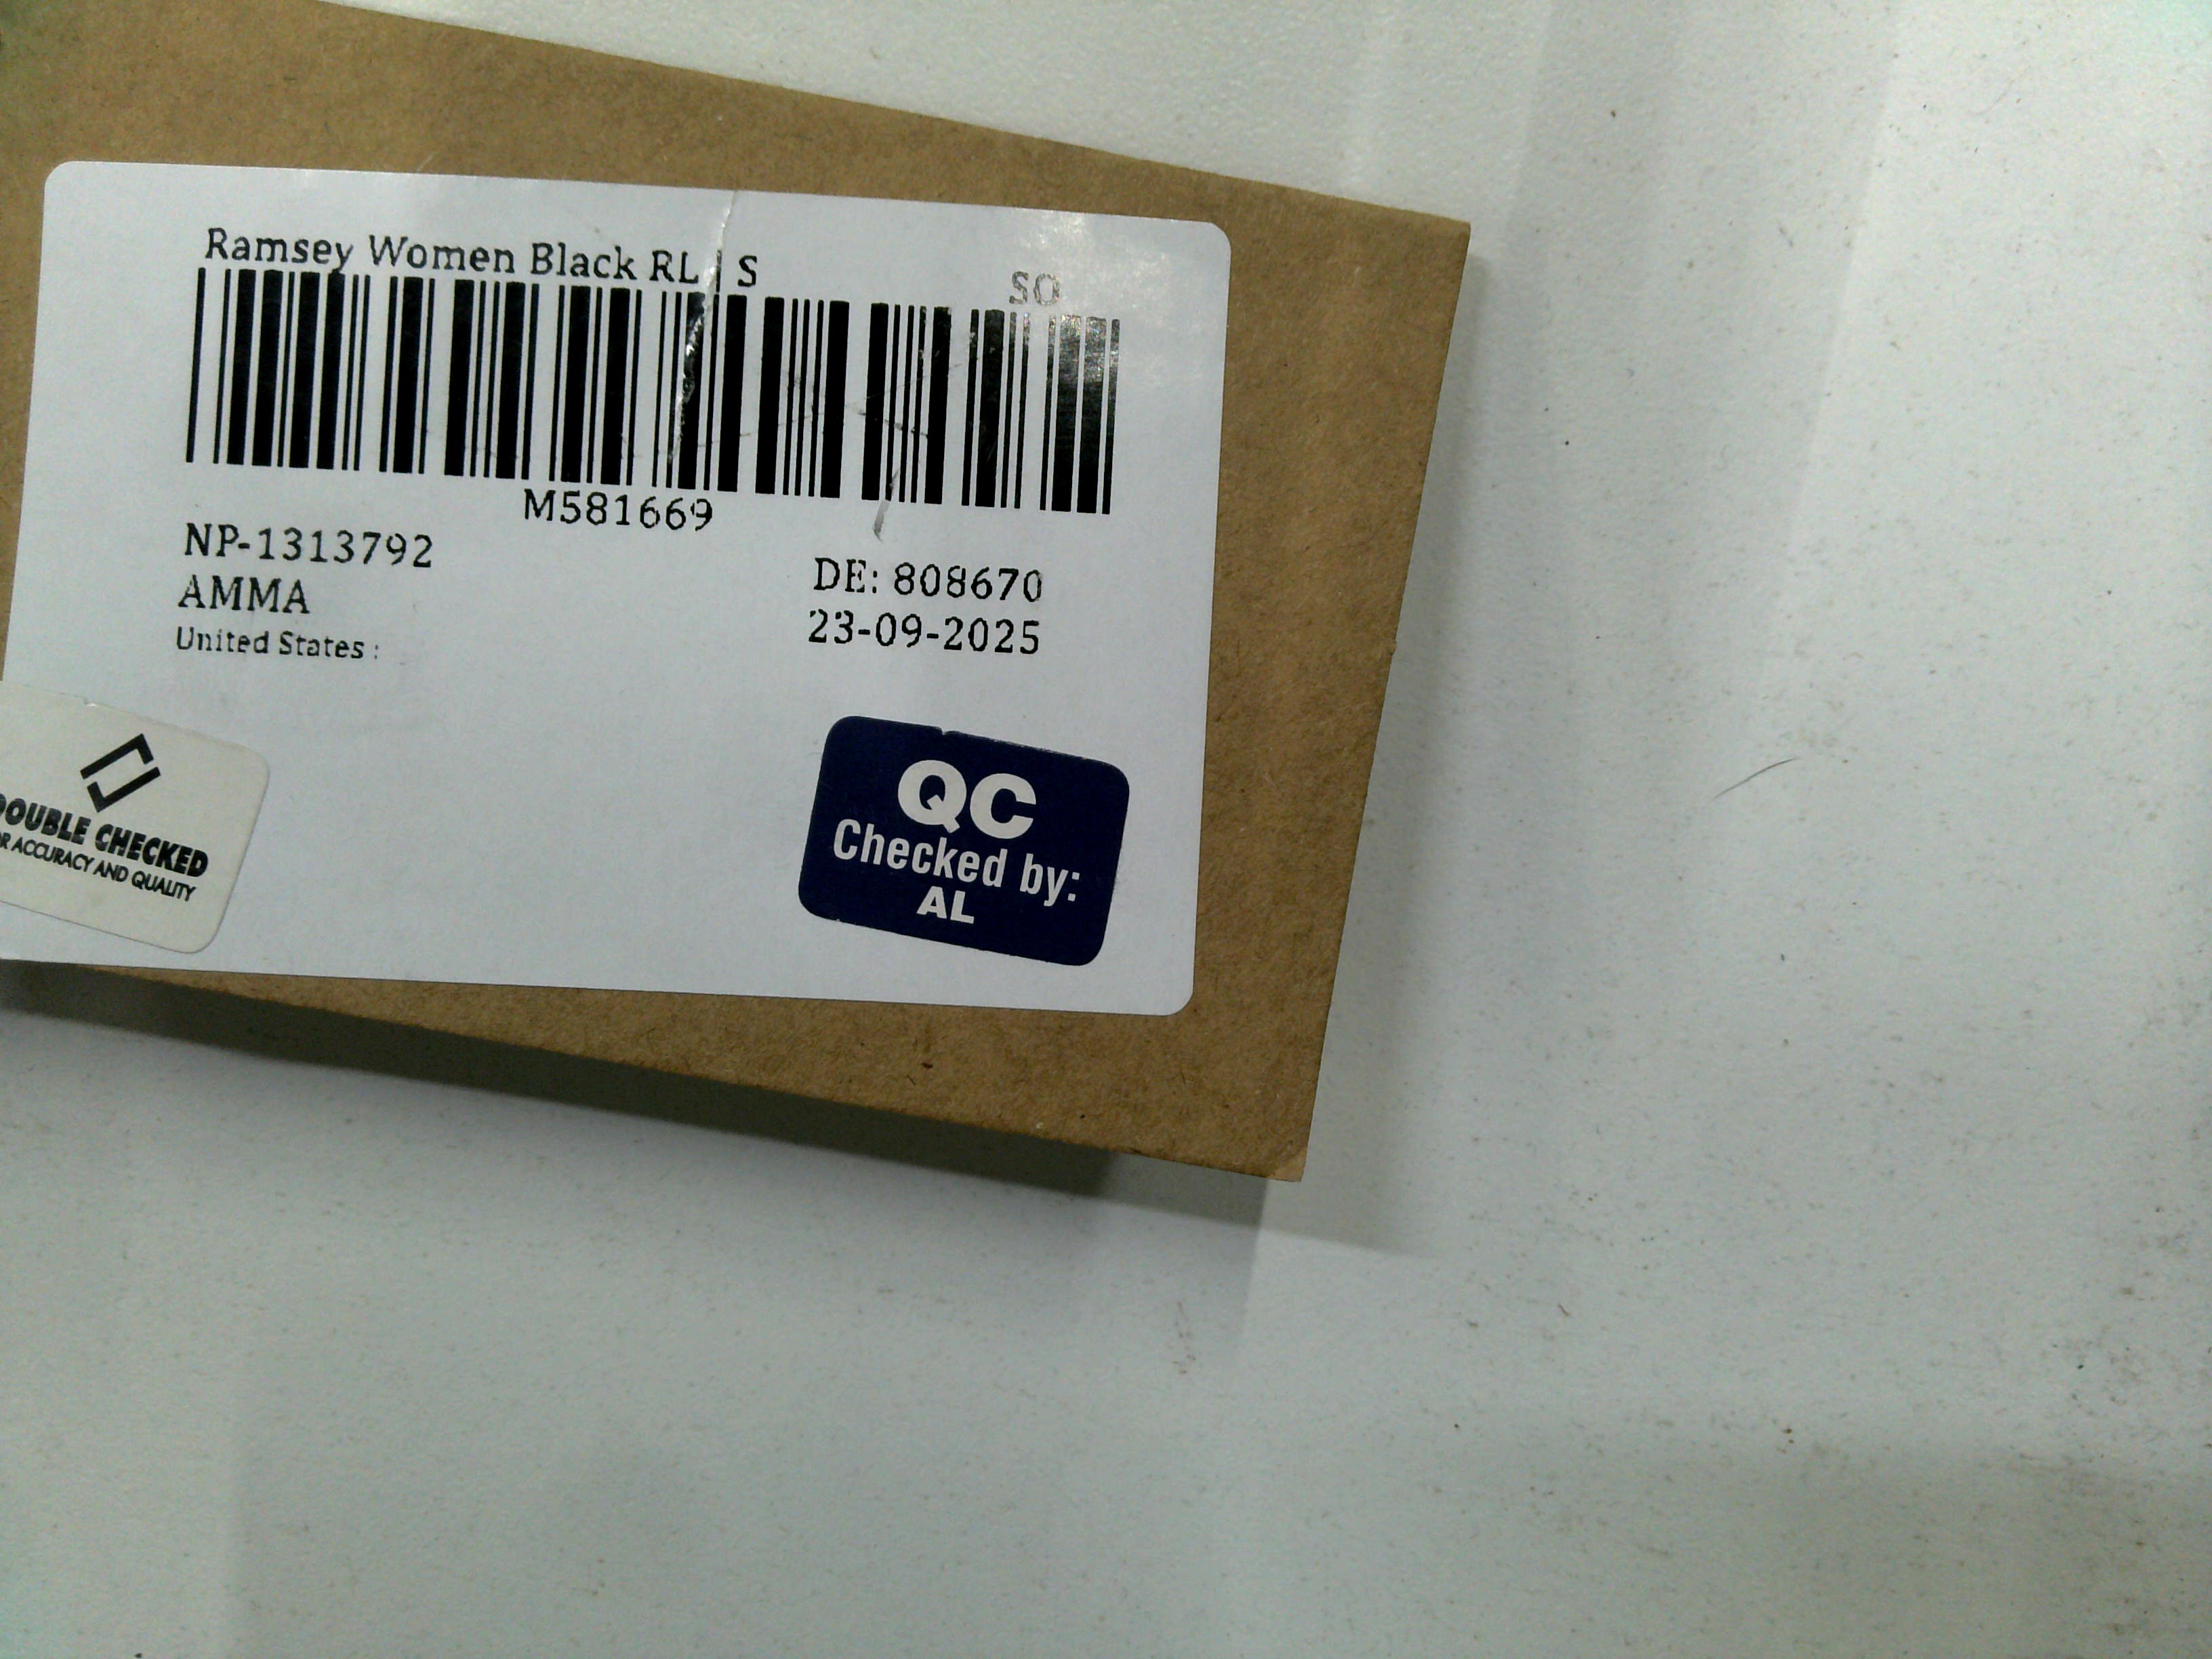 Ramsey Women Black RL | S
SO
M581669
NP-1313792
AMMA
United States :
DE: 808670
23-09-2025
DOUBLE CHECKED
ACCURACY AND QUALITY
QC
Checked by:
AL